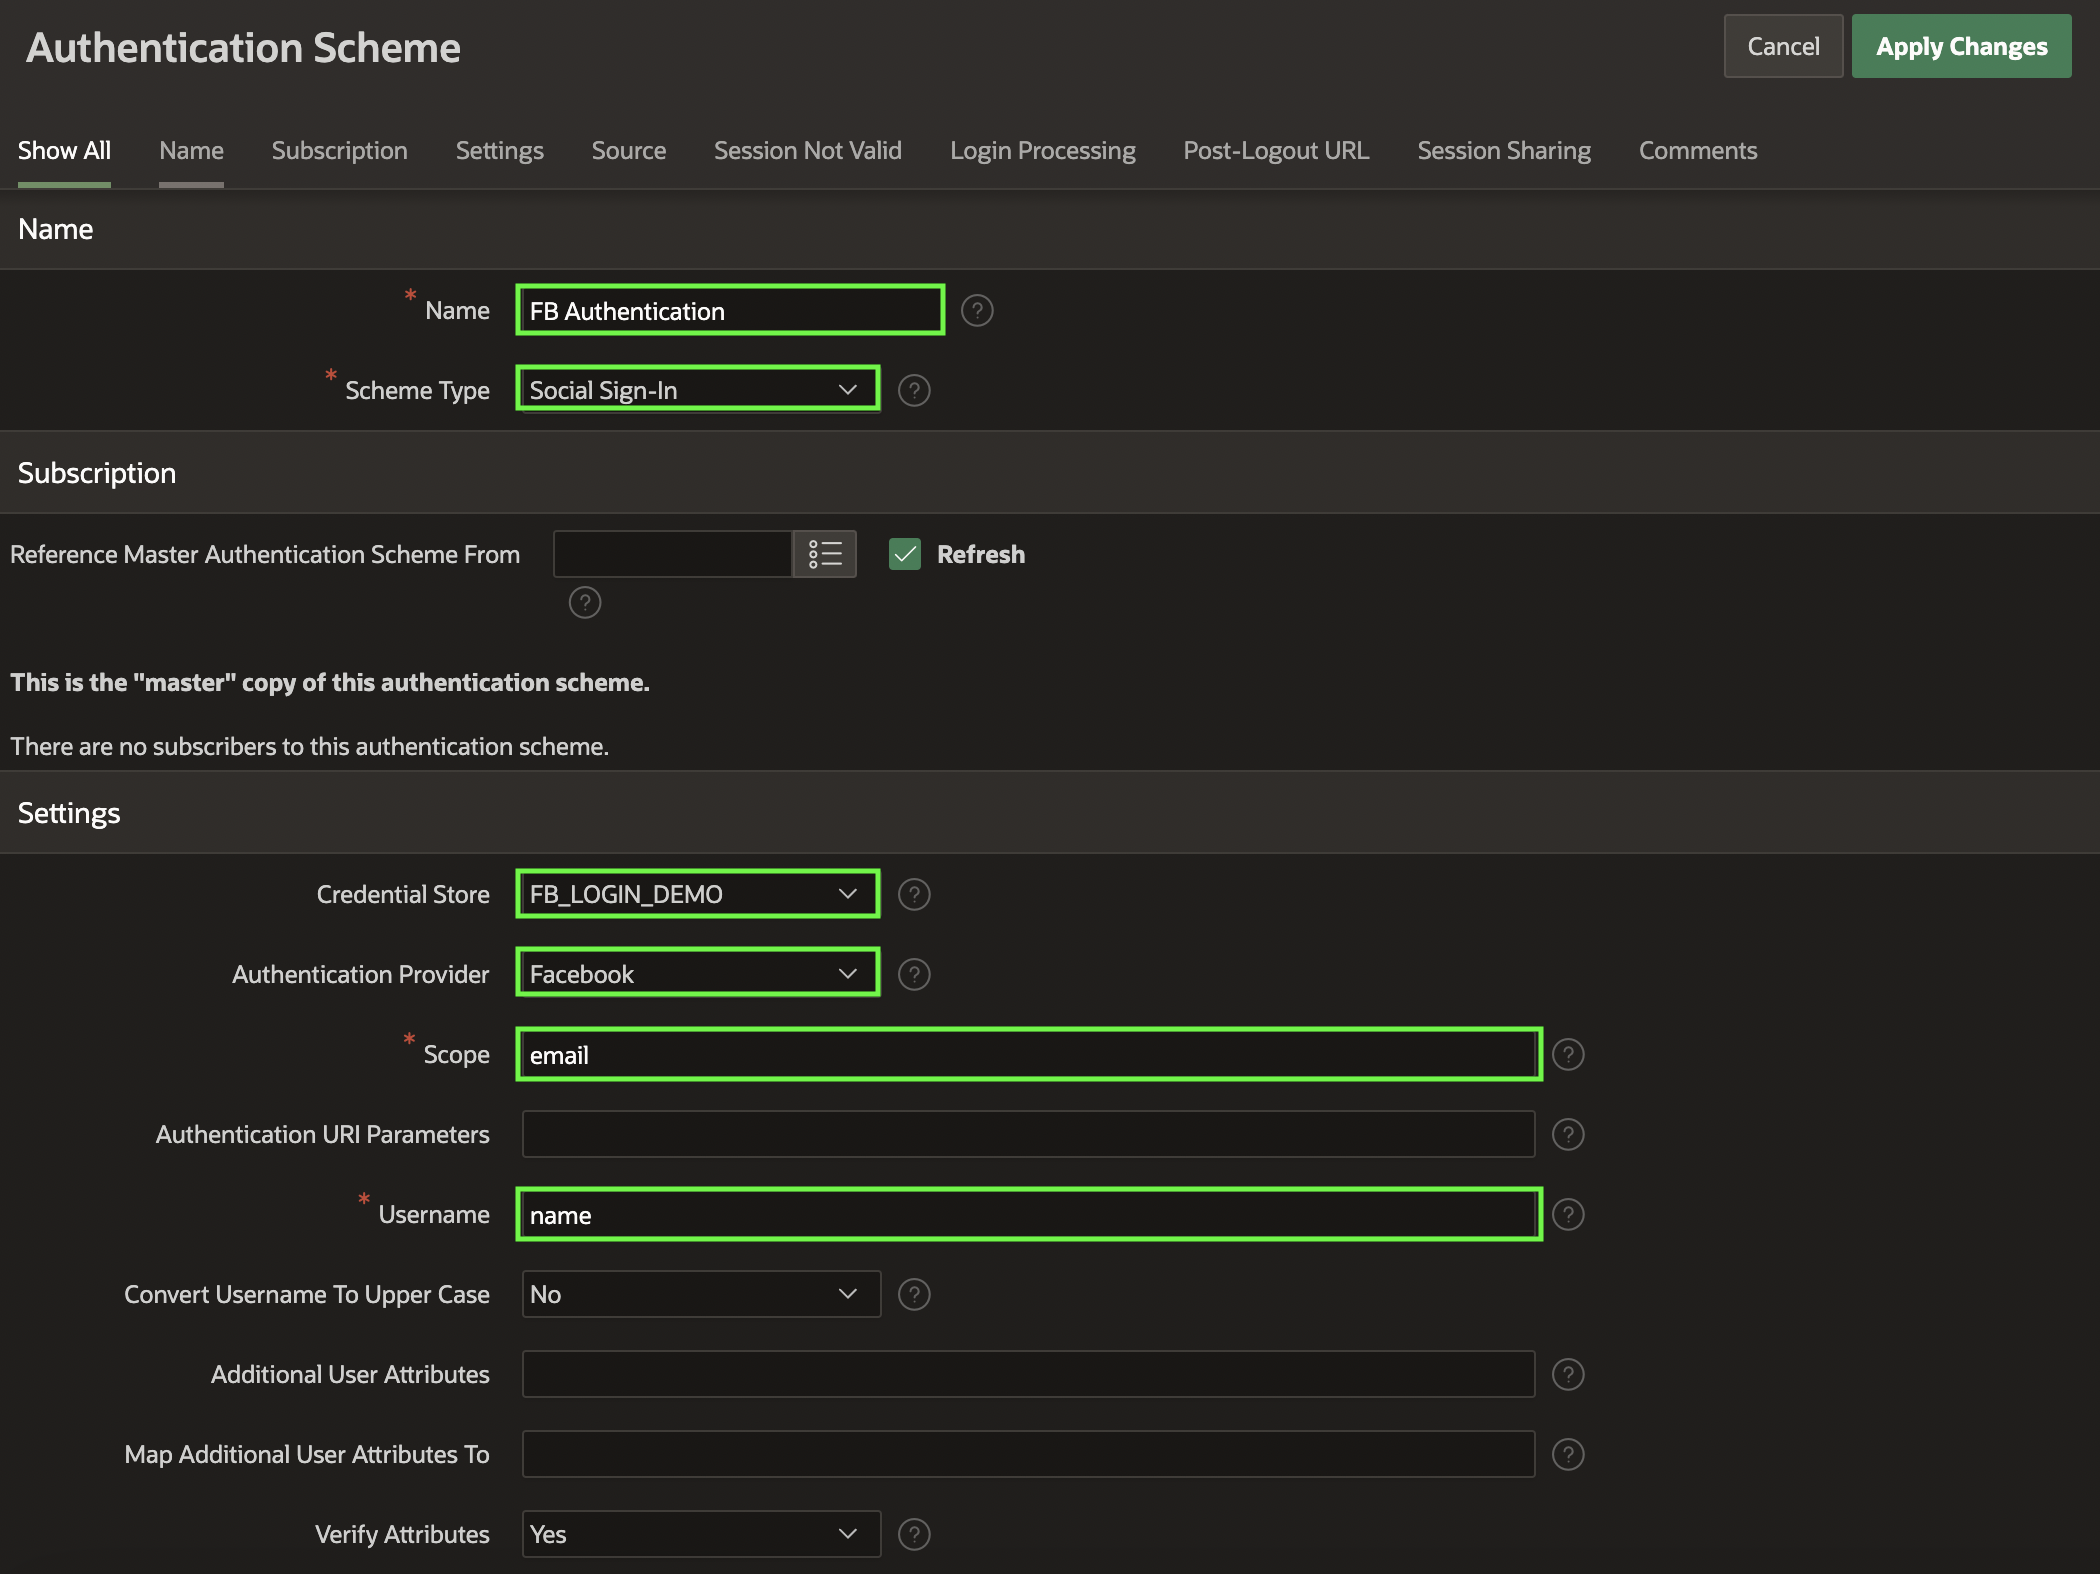 Authentication Scheme
Cancel
Apply Changes
Show All
Name
Subscription
Settings
Source
Session Not Valid
Login Processing
Post-Logout URL
Session Sharing
Comments
Name
* Name
FB Authentication
?
* Scheme Type
Social Sign-In
?
Subscription
Reference Master Authentication Scheme From
Refresh
?
This is the "master" copy of this authentication scheme.
There are no subscribers to this authentication scheme.
Settings
Credential Store
FB_LOGIN_DEMO
?
Authentication Provider
Facebook
?
* Scope
email
?
Authentication URI Parameters
?
* Username
name
?
Convert Username To Upper Case
No
?
Additional User Attributes
?
Map Additional User Attributes To
?
Verify Attributes
Yes
?